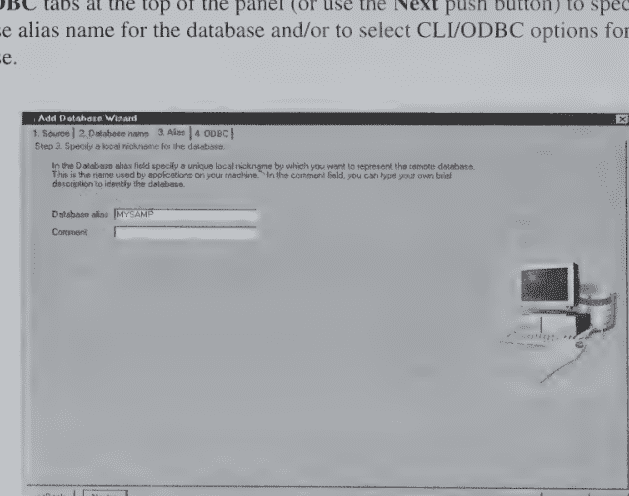 DBC tabs at the top of the panel (or use the Next push button) to spec
se alias name for the database and/or to select CLI/ODBC options for
se.
Add Database Wizard
1. Source 2. Database name 3. Alias 4. ODBC
Step 3. Specify a local nickname for the database.
In the Database alias field specify a unique local nickname by which you want to represent the remote database.
This is the name used by applications on your machine. In the comment field, you can type your own brief
description to identify the database.
Database alias MYSAMP
Comment